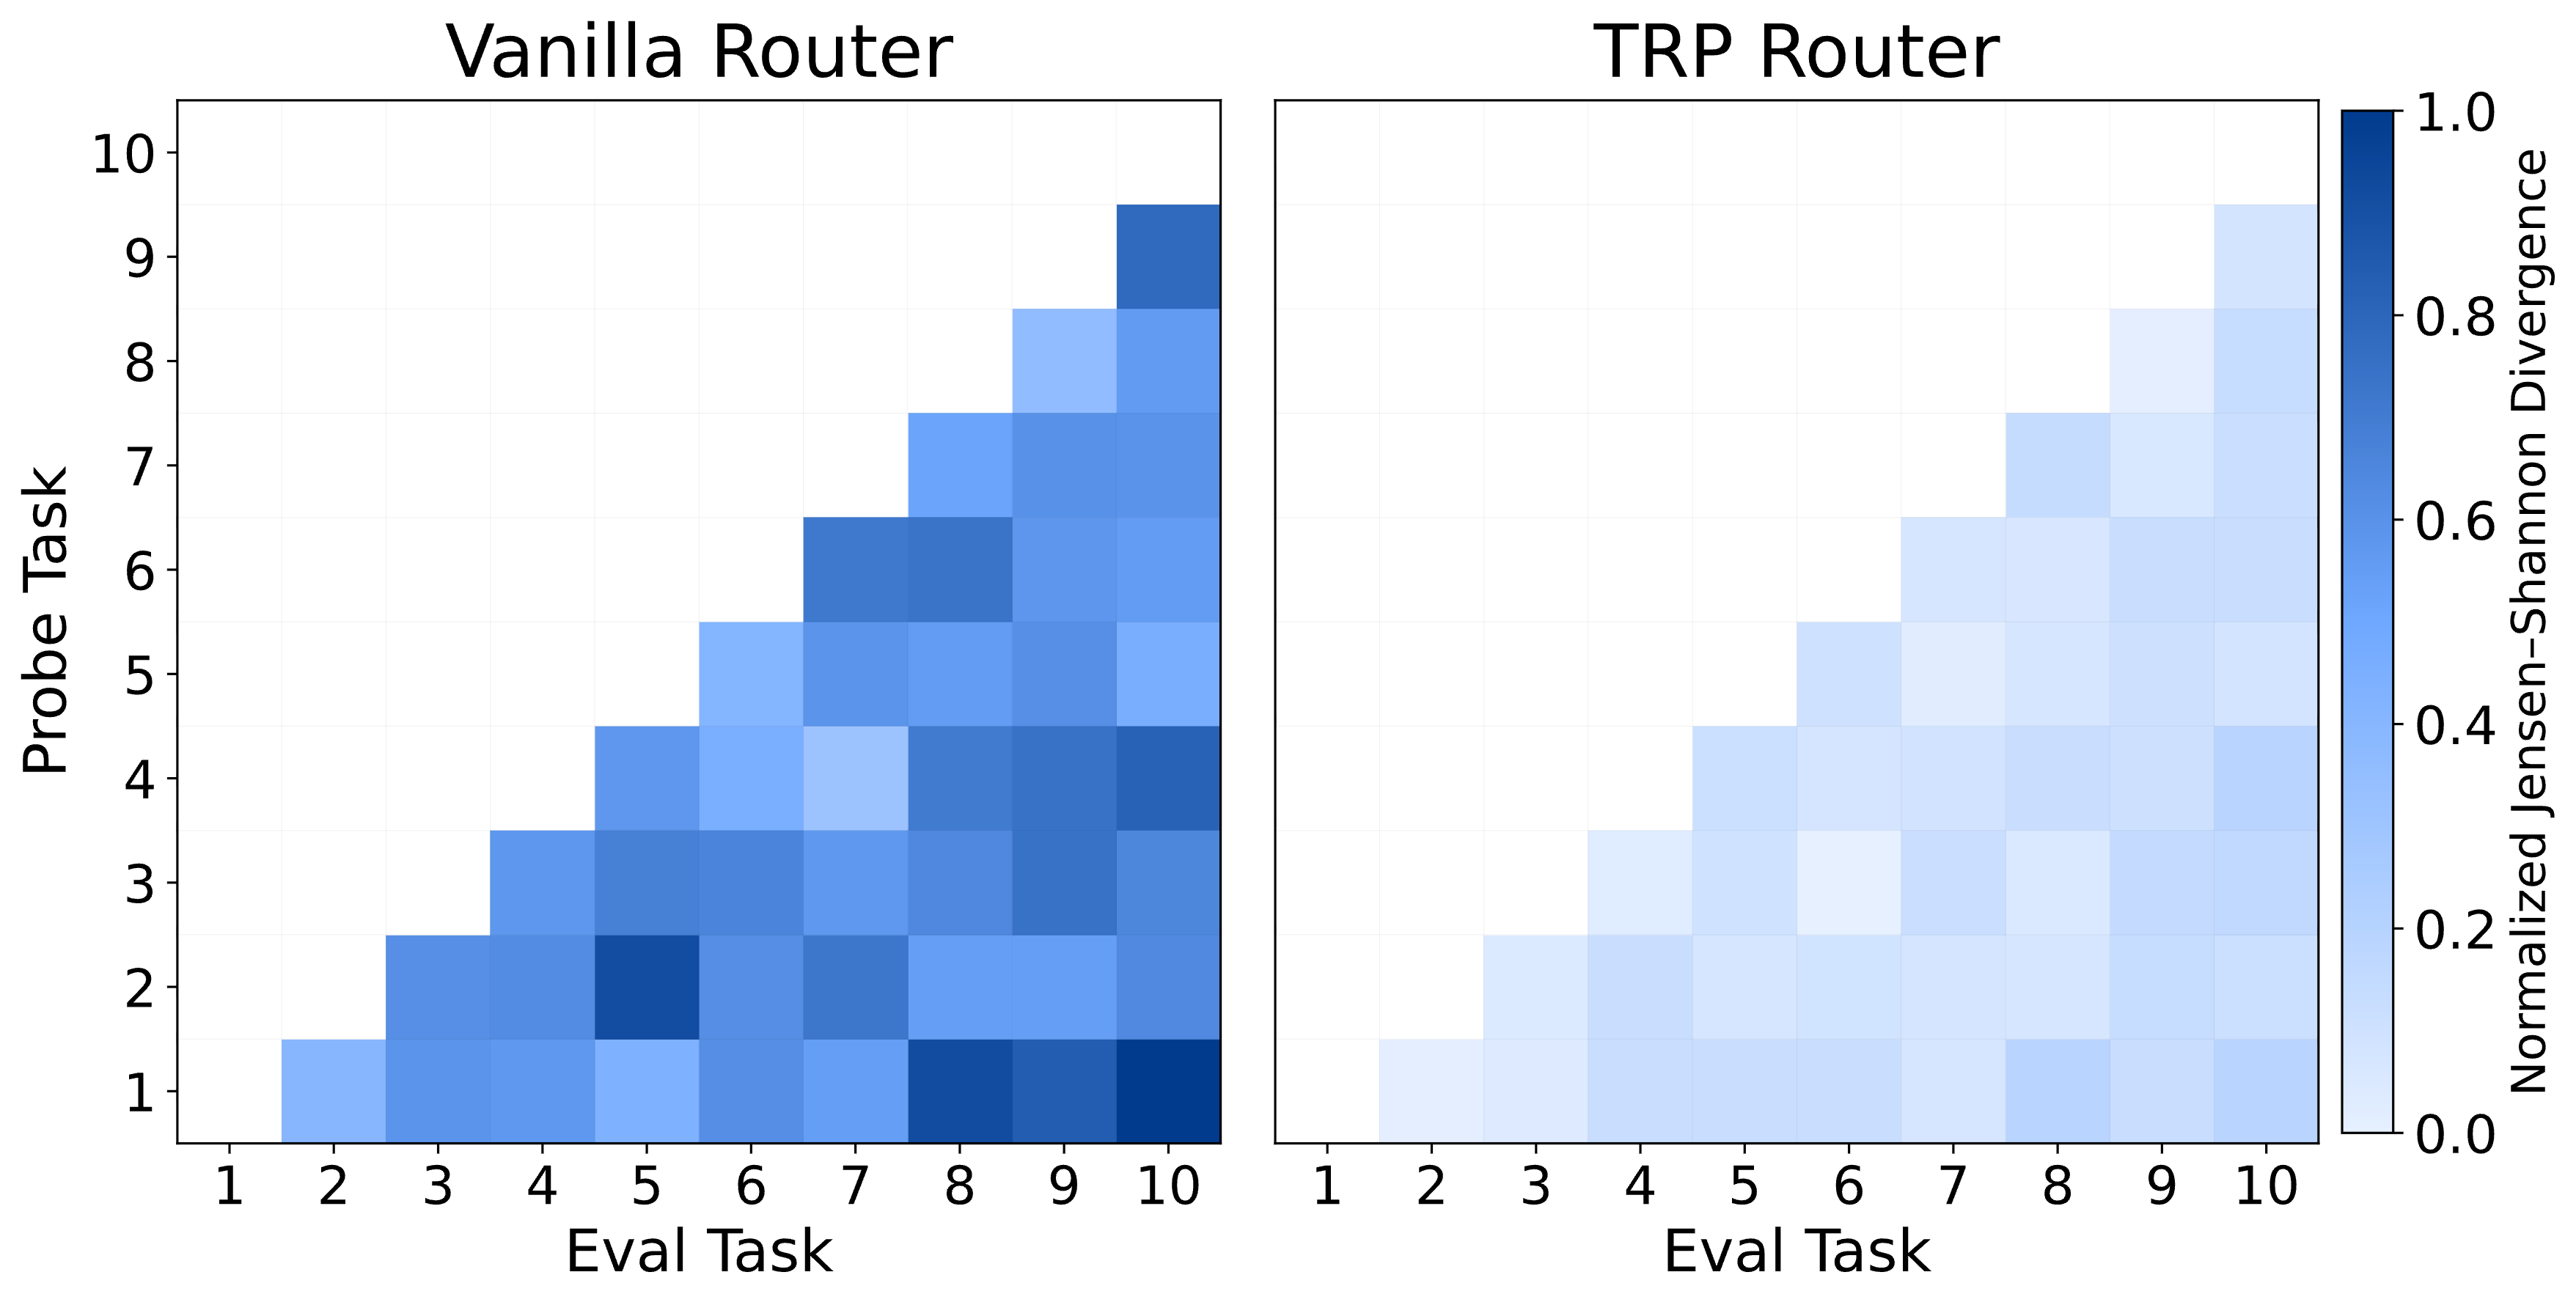 Vanilla Router
TRP Router
Probe Task
10
9
8
7
6
5
4
3
2
1
1 2 3 4 5 6 7 8 9 10
Eval Task
1 2 3 4 5 6 7 8 9 10
Eval Task
1.0
0.8
0.6
0.4
0.2
0.0
Normalized Jensen–Shannon Divergence